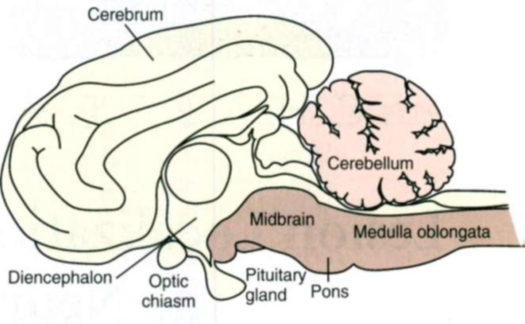 Cerebrum
Cerebellum
Midbrain
Medulla oblongata
Diencephalon
Optic
chiasm
Pituitary
gland
Pons